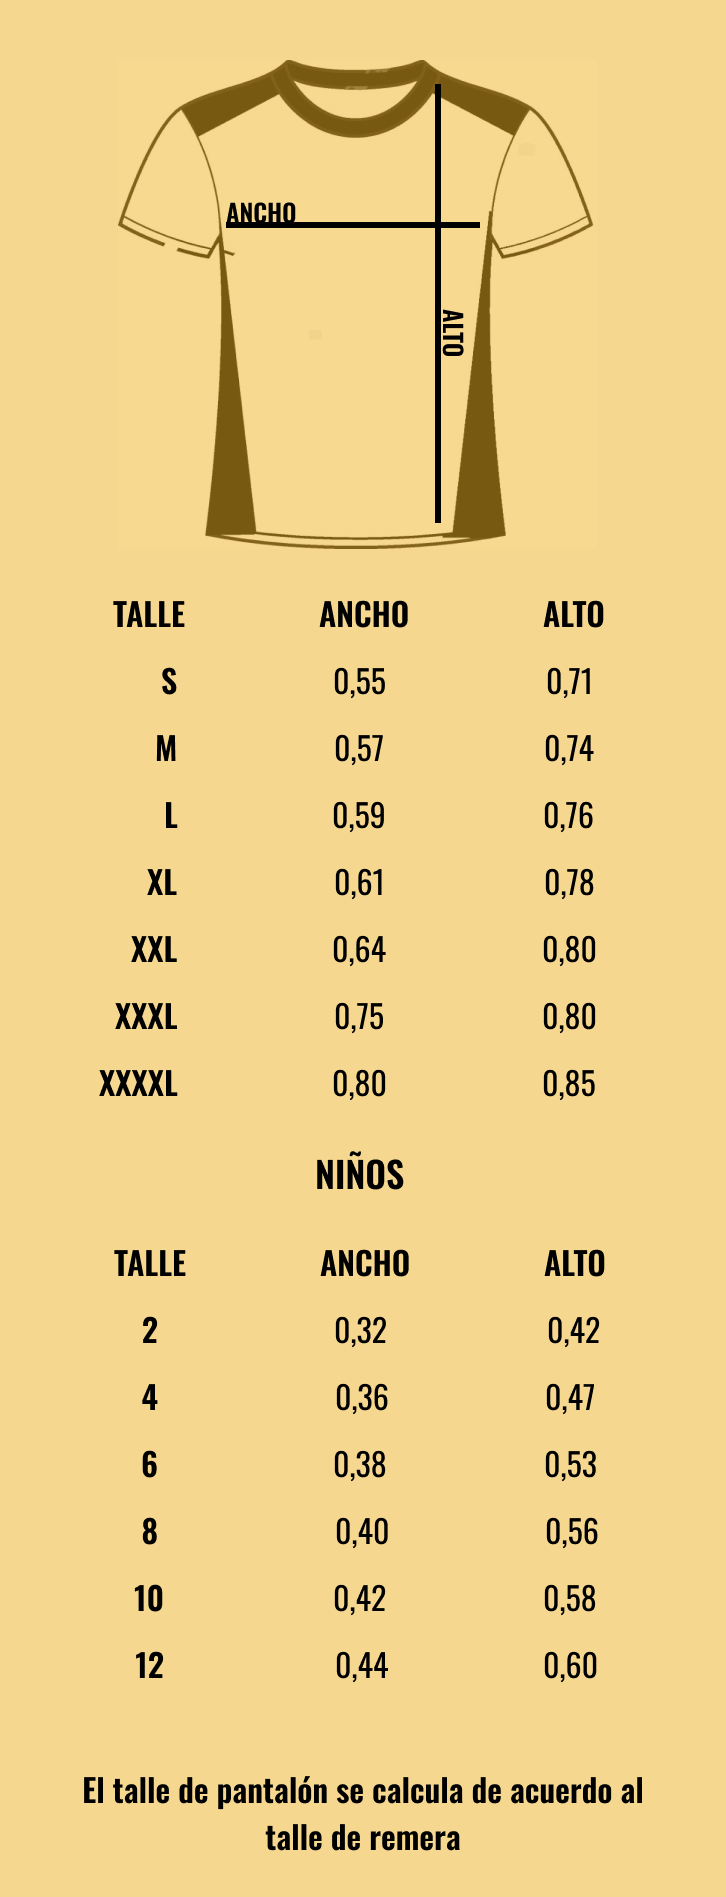 ANCHO
ALTO
TALLE ANCHO ALTO
S 0,55 0,71
M 0,57 0,74
L 0,59 0,76
XL 0,61 0,78
XXL 0,64 0,80
XXXL 0,75 0,80
XXXXL 0,80 0,85
NIÑOS
TALLE ANCHO ALTO
2 0,32 0,42
4 0,36 0,47
6 0,38 0,53
8 0,40 0,56
10 0,42 0,58
12 0,44 0,60
El talle de pantalón se calcula de acuerdo al
talle de remera